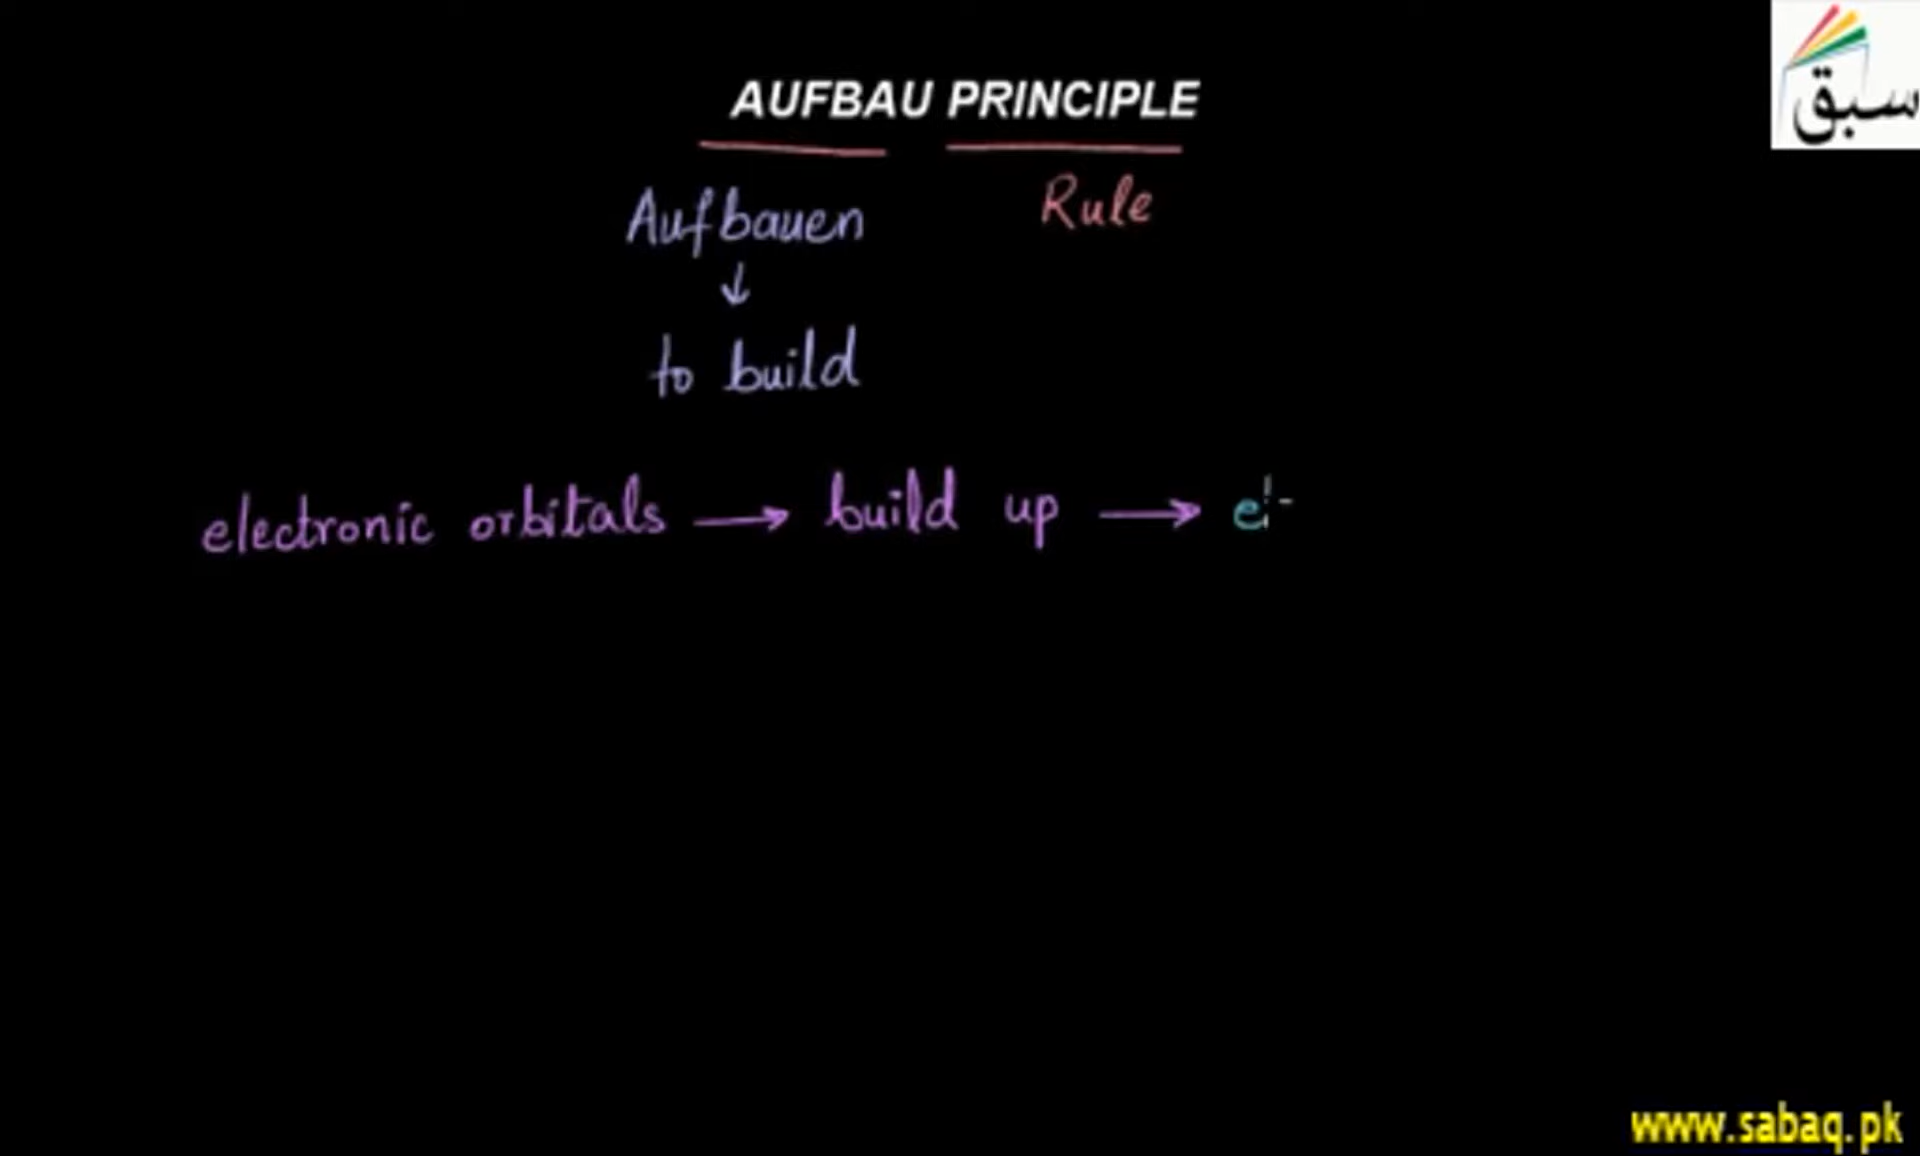 AUFBAU PRINCIPLE
سبق
Aufbauen Rule
↓
to build
electronic orbitals → build up → e
www.sabaq.pk